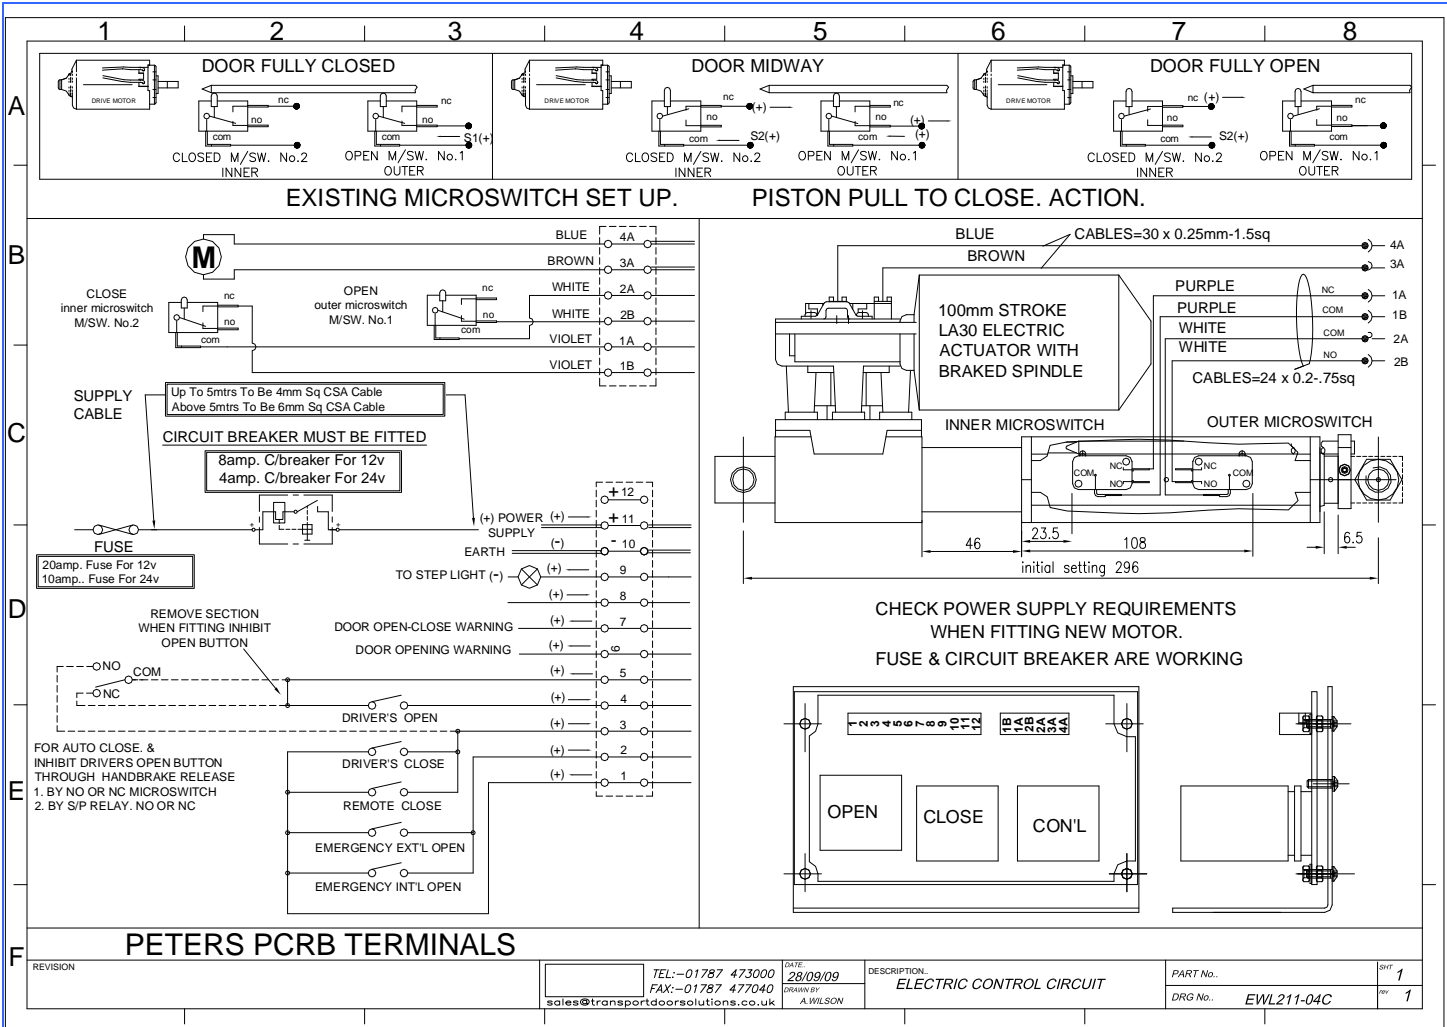 1 2 3 4 5 6 7 8
A
DOOR FULLY CLOSED
DRIVE MOTOR
nc
no
com
CLOSED M/SW. No.2
INNER
nc
no
com
S1(+)
OPEN M/SW. No.1
OUTER
DOOR MIDWAY
DRIVE MOTOR
nc
(+)
no
com
S2(+)
CLOSED M/SW. No.2
INNER
nc
no
(+)
com
(+)
OPEN M/SW. No.1
OUTER
DOOR FULLY OPEN
DRIVE MOTOR
nc (+)
no
com
S2(+)
CLOSED M/SW. No.2
INNER
nc
no
com
OPEN M/SW. No.1
OUTER
EXISTING MICROSWITCH SET UP. PISTON PULL TO CLOSE. ACTION.
B
M
BLUE 4A
BROWN 3A
WHITE 2A
WHITE 2B
VIOLET 1A
VIOLET 1B
CLOSE
inner microswitch
M/SW. No.2
nc
no
com
OPEN
outer microswitch
M/SW. No.1
nc
no
com
C
SUPPLY
CABLE
Up To 5mtrs To Be 4mm Sq CSA Cable
Above 5mtrs To Be 6mm Sq CSA Cable
CIRCUIT BREAKER MUST BE FITTED
8amp. C/breaker For 12v
4amp. C/breaker For 24v
FUSE
20amp. Fuse For 12v
10amp.. Fuse For 24v
+ 12
(+) POWER SUPPLY (+) + 11
EARTH (-) - 10
TO STEP LIGHT (-) (+) 9
(+) 8
DOOR OPEN-CLOSE WARNING (+) 7
DOOR OPENING WARNING (+) 6
(+) 5
(+) 4
(+) 3
(+) 2
(+) 1
D
REMOVE SECTION
WHEN FITTING INHIBIT
OPEN BUTTON
NO
COM
NC
DRIVER'S OPEN
DRIVER'S CLOSE
REMOTE CLOSE
EMERGENCY EXT'L OPEN
EMERGENCY INT'L OPEN
E
FOR AUTO CLOSE. &
INHIBIT DRIVERS OPEN BUTTON
THROUGH HANDBRAKE RELEASE
1. BY NO OR NC MICROSWITCH
2. BY S/P RELAY. NO OR NC
BLUE
BROWN
CABLES=30 x 0.25mm-1.5sq
4A
3A
PURPLE NC 1A
PURPLE COM 1B
WHITE COM 2A
WHITE NO 2B
CABLES=24 x 0.2-.75sq
100mm STROKE
LA30 ELECTRIC
ACTUATOR WITH
BRAKED SPINDLE
INNER MICROSWITCH
OUTER MICROSWITCH
COM
NC
NO
NC
COM
NO
46
23.5
108
6.5
initial setting 296
CHECK POWER SUPPLY REQUIREMENTS
WHEN FITTING NEW MOTOR.
FUSE & CIRCUIT BREAKER ARE WORKING
1 2 3 4 5 6 7 8 9 10 11 12
1B 1A 2B 2A 3A 4A
OPEN
CLOSE
CON'L
F
PETERS PCRB TERMINALS
REVISION
TEL:-01787 473000
FAX:-01787 477040
sales@transportdoorsolutions.co.uk
DATE..
28/09/09
DRAWN BY
A.WILSON
DESCRIPTION..
ELECTRIC CONTROL CIRCUIT
PART No..
DRG No.. EWL211-04C
SHT 1
rev 1